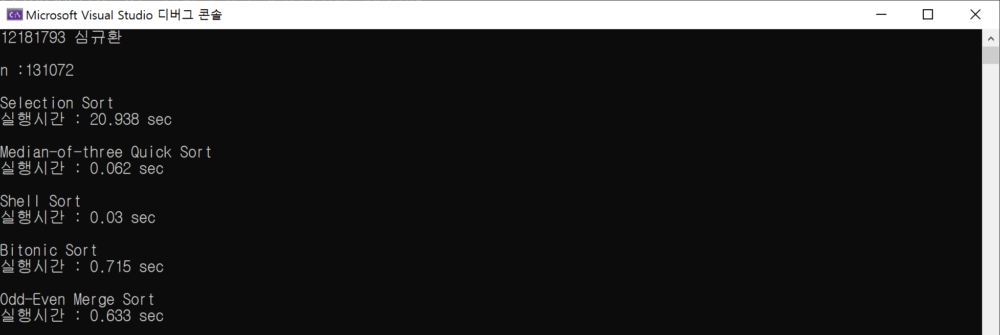 Microsoft Visual Studio 디버그 콘솔
12181793 심규환
n :131072
Selection Sort
실행시간 : 20.938 sec
Median-of-three Quick Sort
실행시간 : 0.062 sec
Shell Sort
실행시간 : 0.03 sec
Bitonic Sort
실행시간 : 0.715 sec
Odd-Even Merge Sort
실행시간 : 0.633 sec